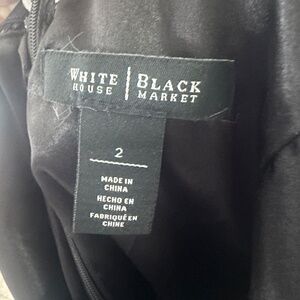 WHITE | BLACK
HOUSE | MARKET
2
MADE IN
CHINA
HECHO EN
CHINA
FABRIQUÉ EN
CHINE